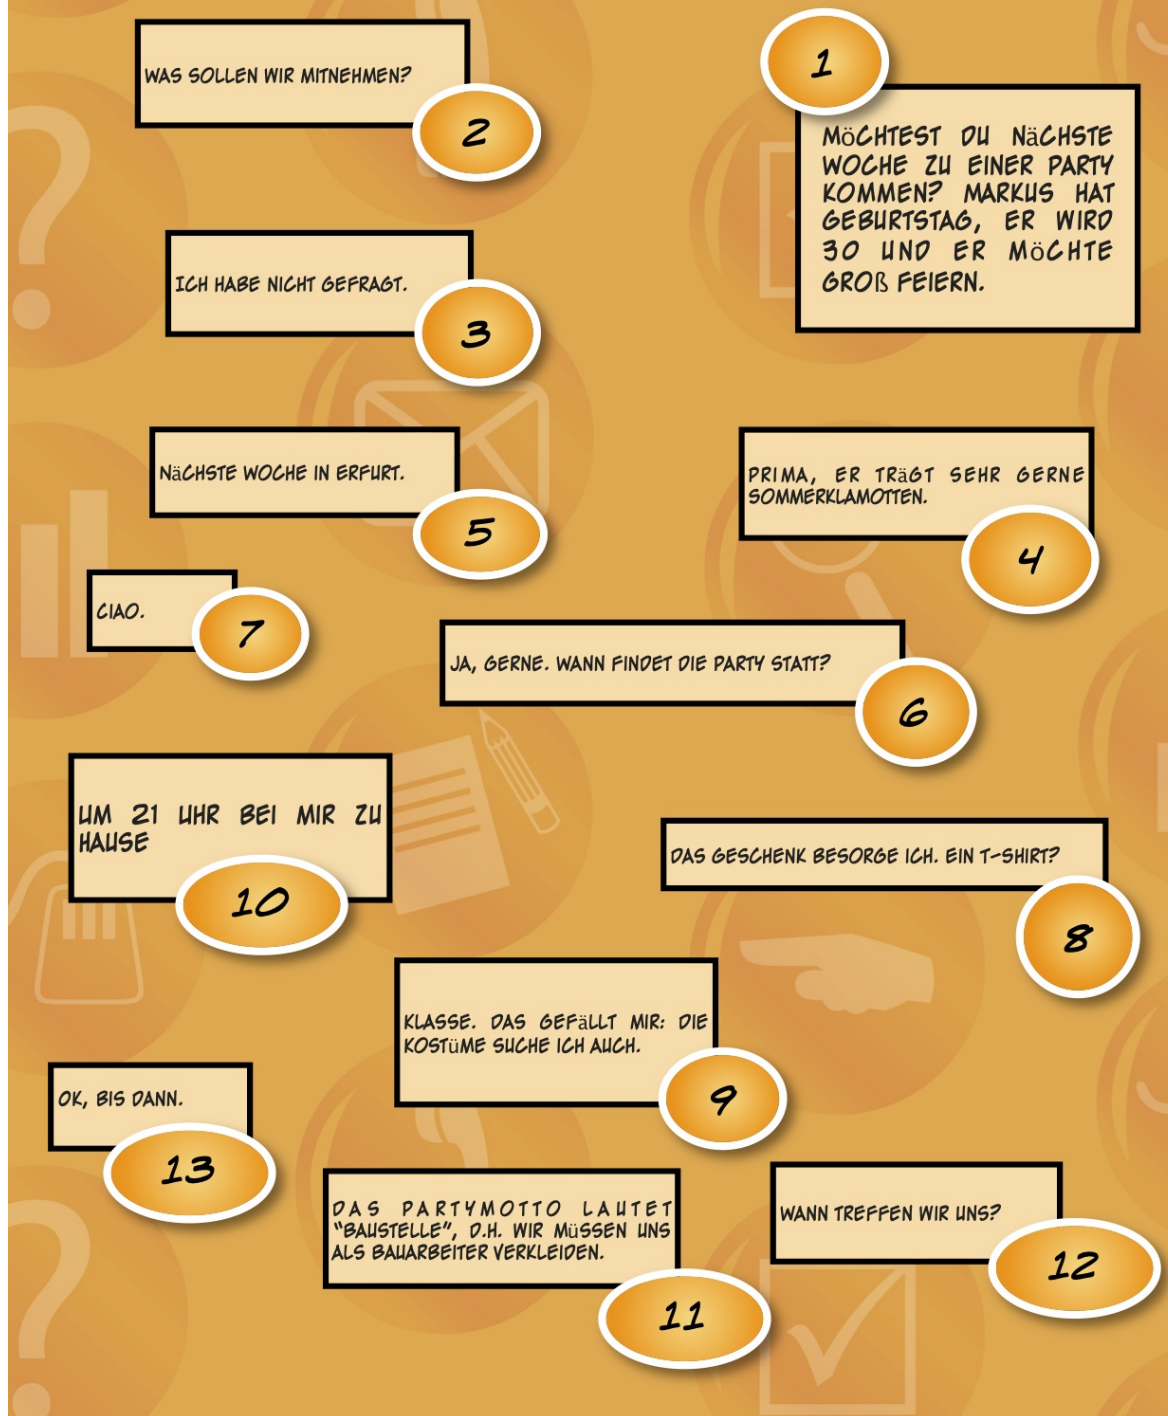 WAS SOLLEN WIR MITNEHMEN?
2
1
MÖCHTEST DU NÄCHSTE
WOCHE ZU EINER PARTY
KOMMEN? MARKUS HAT
GEBURTSTAG, ER WIRD
30 UND ER MÖCHTE
GROß FEIERN.
ICH HABE NICHT GEFRAGT.
3
NÄCHSTE WOCHE IN ERFURT.
5
PRIMA, ER TRÄGT SEHR GERNE
SOMMERKLAMOTTEN.
4
CIAO.
7
JA, GERNE. WANN FINDET DIE PARTY STATT?
6
UM 21 UHR BEI MIR ZU
HAUSE
10
DAS GESCHENK BESORGE ICH. EIN T-SHIRT?
8
KLASSE. DAS GEFÄLLT MIR: DIE
KOSTÜME SUCHE ICH AUCH.
9
OK, BIS DANN.
13
DAS PARTYMOTTO LAUTET
"BAUSTELLE", D.H. WIR MÜSSEN UNS
ALS BAUARBEITER VERKLEIDEN.
11
WANN TREFFEN WIR UNS?
12